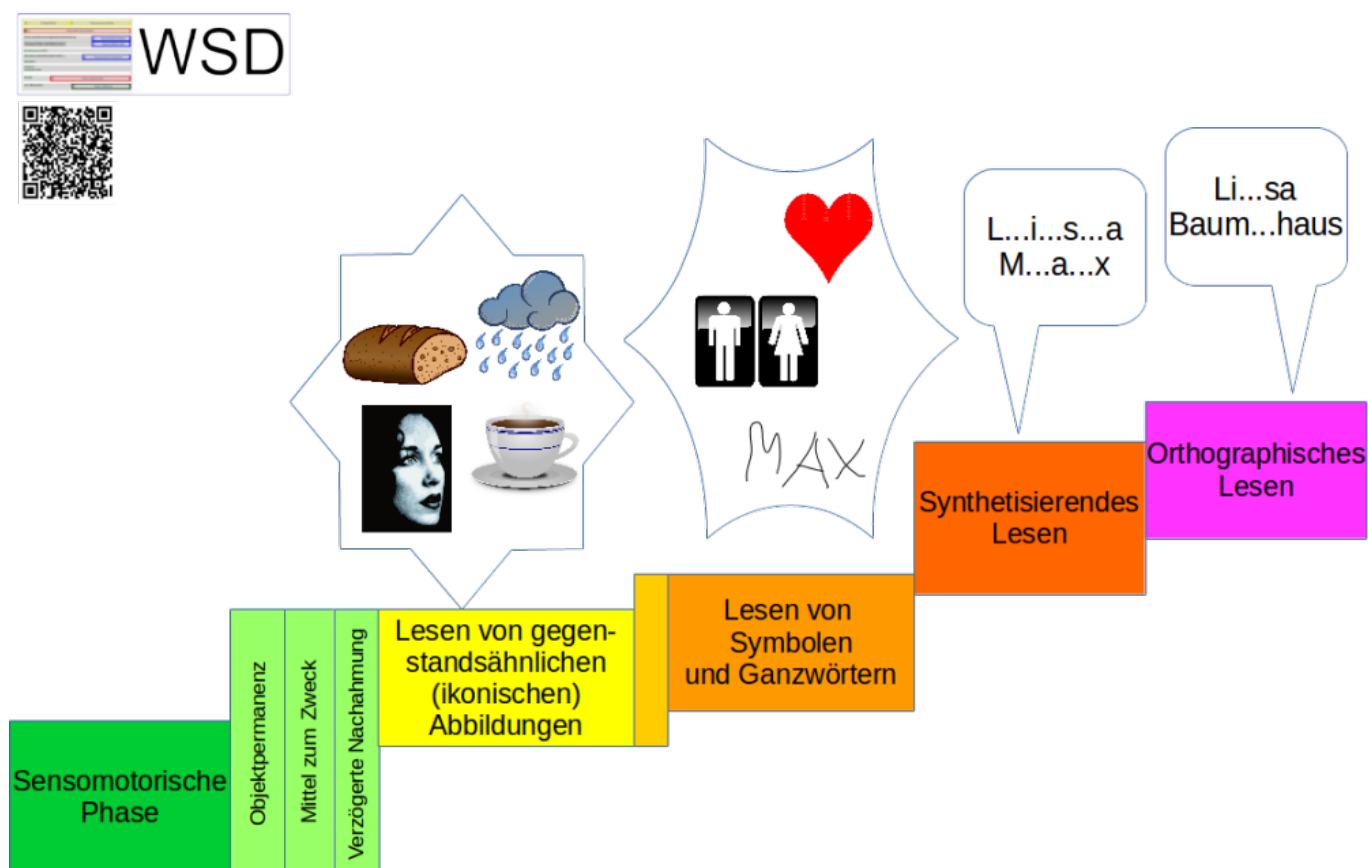 WSD
L...i...s...a
M...a...x
Li...sa
Baum...haus
MAX
Orthographisches
Lesen
Synthetisierendes
Lesen
Lesen von
Symbolen
und Ganzwörtern
Lesen von gegen-
standsähnlichen
(ikonischen)
Abbildungen
Objektpermanenz
Mittel zum Zweck
Verzögerte Nachahmung
Sensomotorische
Phase